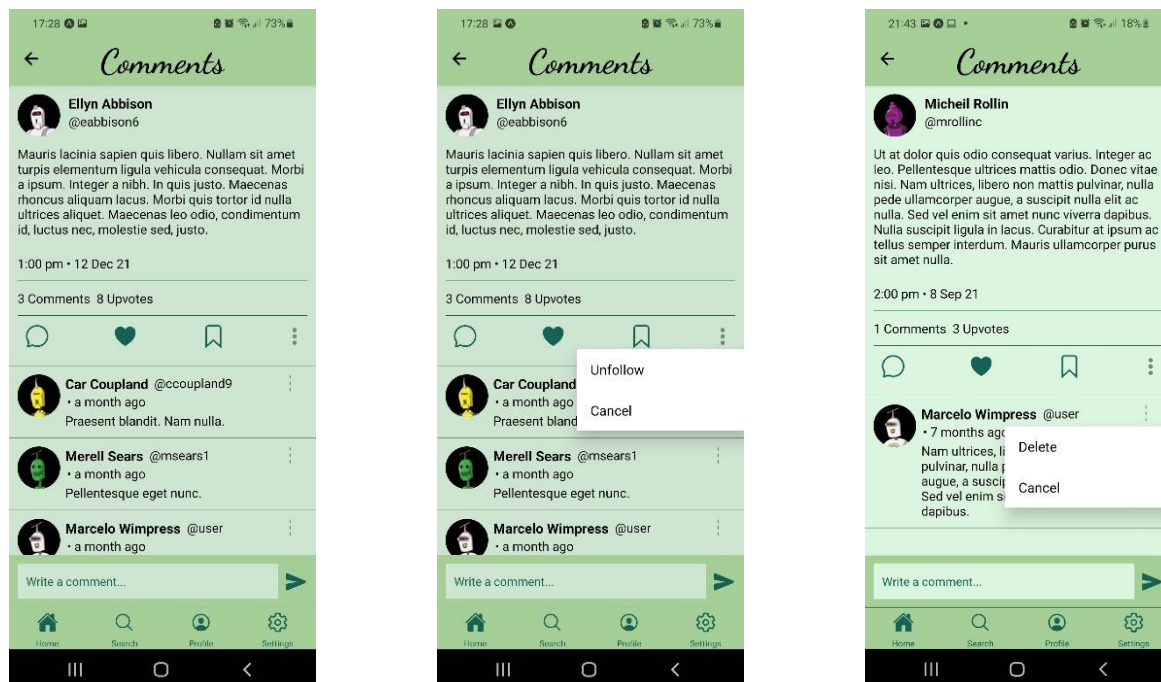 17:28 73%
Comments
Ellyn Abbison
@eabbison6
Mauris lacinia sapien quis libero. Nullam sit amet
turpis elementum ligula vehicula consequat. Morbi
a ipsum. Integer a nibh. In quis justo. Maecenas
rhoncus aliquam lacus. Morbi quis tortor id nulla
ultrices aliquet. Maecenas leo odio, condimentum
id, luctus nec, molestie sed, justo.
1:00 pm • 12 Dec 21
3 Comments 8 Upvotes
Car Coupland @ccoupland9
• a month ago
Praesent blandit. Nam nulla.
Merell Sears @msears1
• a month ago
Pellentesque eget nunc.
Marcelo Wimpress @user
• a month ago
Write a comment...
Home Search Profile Settings
17:28 73%
Comments
Ellyn Abbison
@eabbison6
Mauris lacinia sapien quis libero. Nullam sit amet
turpis elementum ligula vehicula consequat. Morbi
a ipsum. Integer a nibh. In quis justo. Maecenas
rhoncus aliquam lacus. Morbi quis tortor id nulla
ultrices aliquet. Maecenas leo odio, condimentum
id, luctus nec, molestie sed, justo.
1:00 pm • 12 Dec 21
3 Comments 8 Upvotes
Unfollow
Cancel
Car Coupland
• a month ago
Praesent bland
Merell Sears @msears1
• a month ago
Pellentesque eget nunc.
Marcelo Wimpress @user
• a month ago
Write a comment...
Home Search Profile Settings
21:43 18%
Comments
Micheil Rollin
@mrollinc
Ut at dolor quis odio consequat varius. Integer ac
leo. Pellentesque ultrices mattis odio. Donec vitae
nisi. Nam ultrices, libero non mattis pulvinar, nulla
pede ullamcorper augue, a suscipit nulla elit ac
nulla. Sed vel enim sit amet nunc viverra dapibus.
Nulla suscipit ligula in lacus. Curabitur at ipsum ac
tellus semper interdum. Mauris ullamcorper purus
sit amet nulla.
2:00 pm • 8 Sep 21
1 Comments 3 Upvotes
Marcelo Wimpress @user
• 7 months ago
Nam ultrices, li
pulvinar, nulla p
augue, a suscip
Sed vel enim si
dapibus.
Delete
Cancel
Write a comment...
Home Search Profile Settings